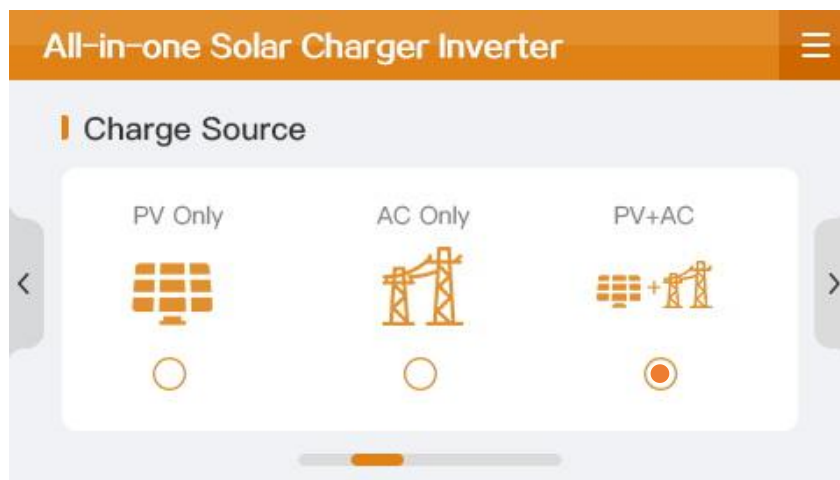 All-in-one Solar Charger Inverter
Charge Source
PV Only
AC Only
PV+AC